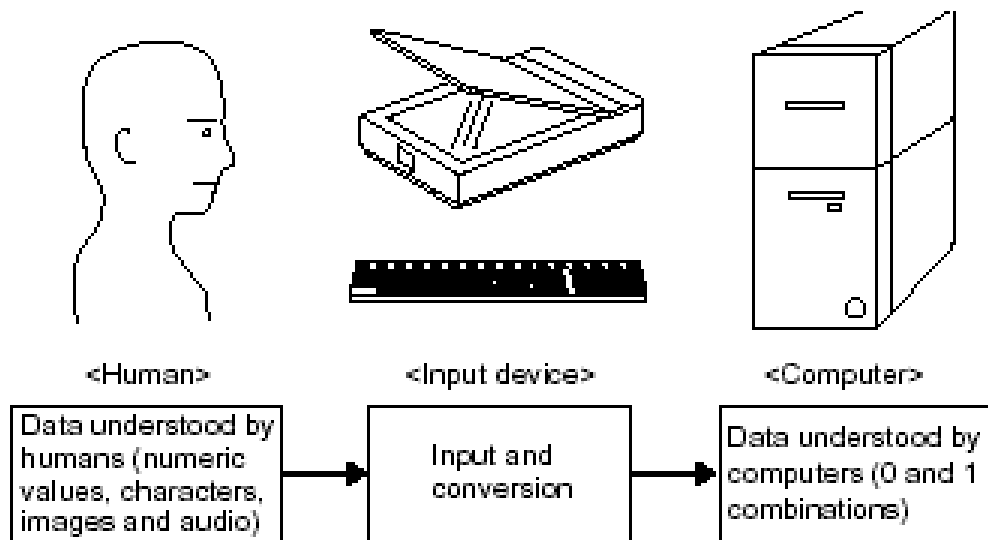 <Human>
<Input device>
<Computer>
Data understood by
humans (numeric
values, characters,
images and audio)
Input and
conversion
Data understood by
computers (0 and 1
combinations)